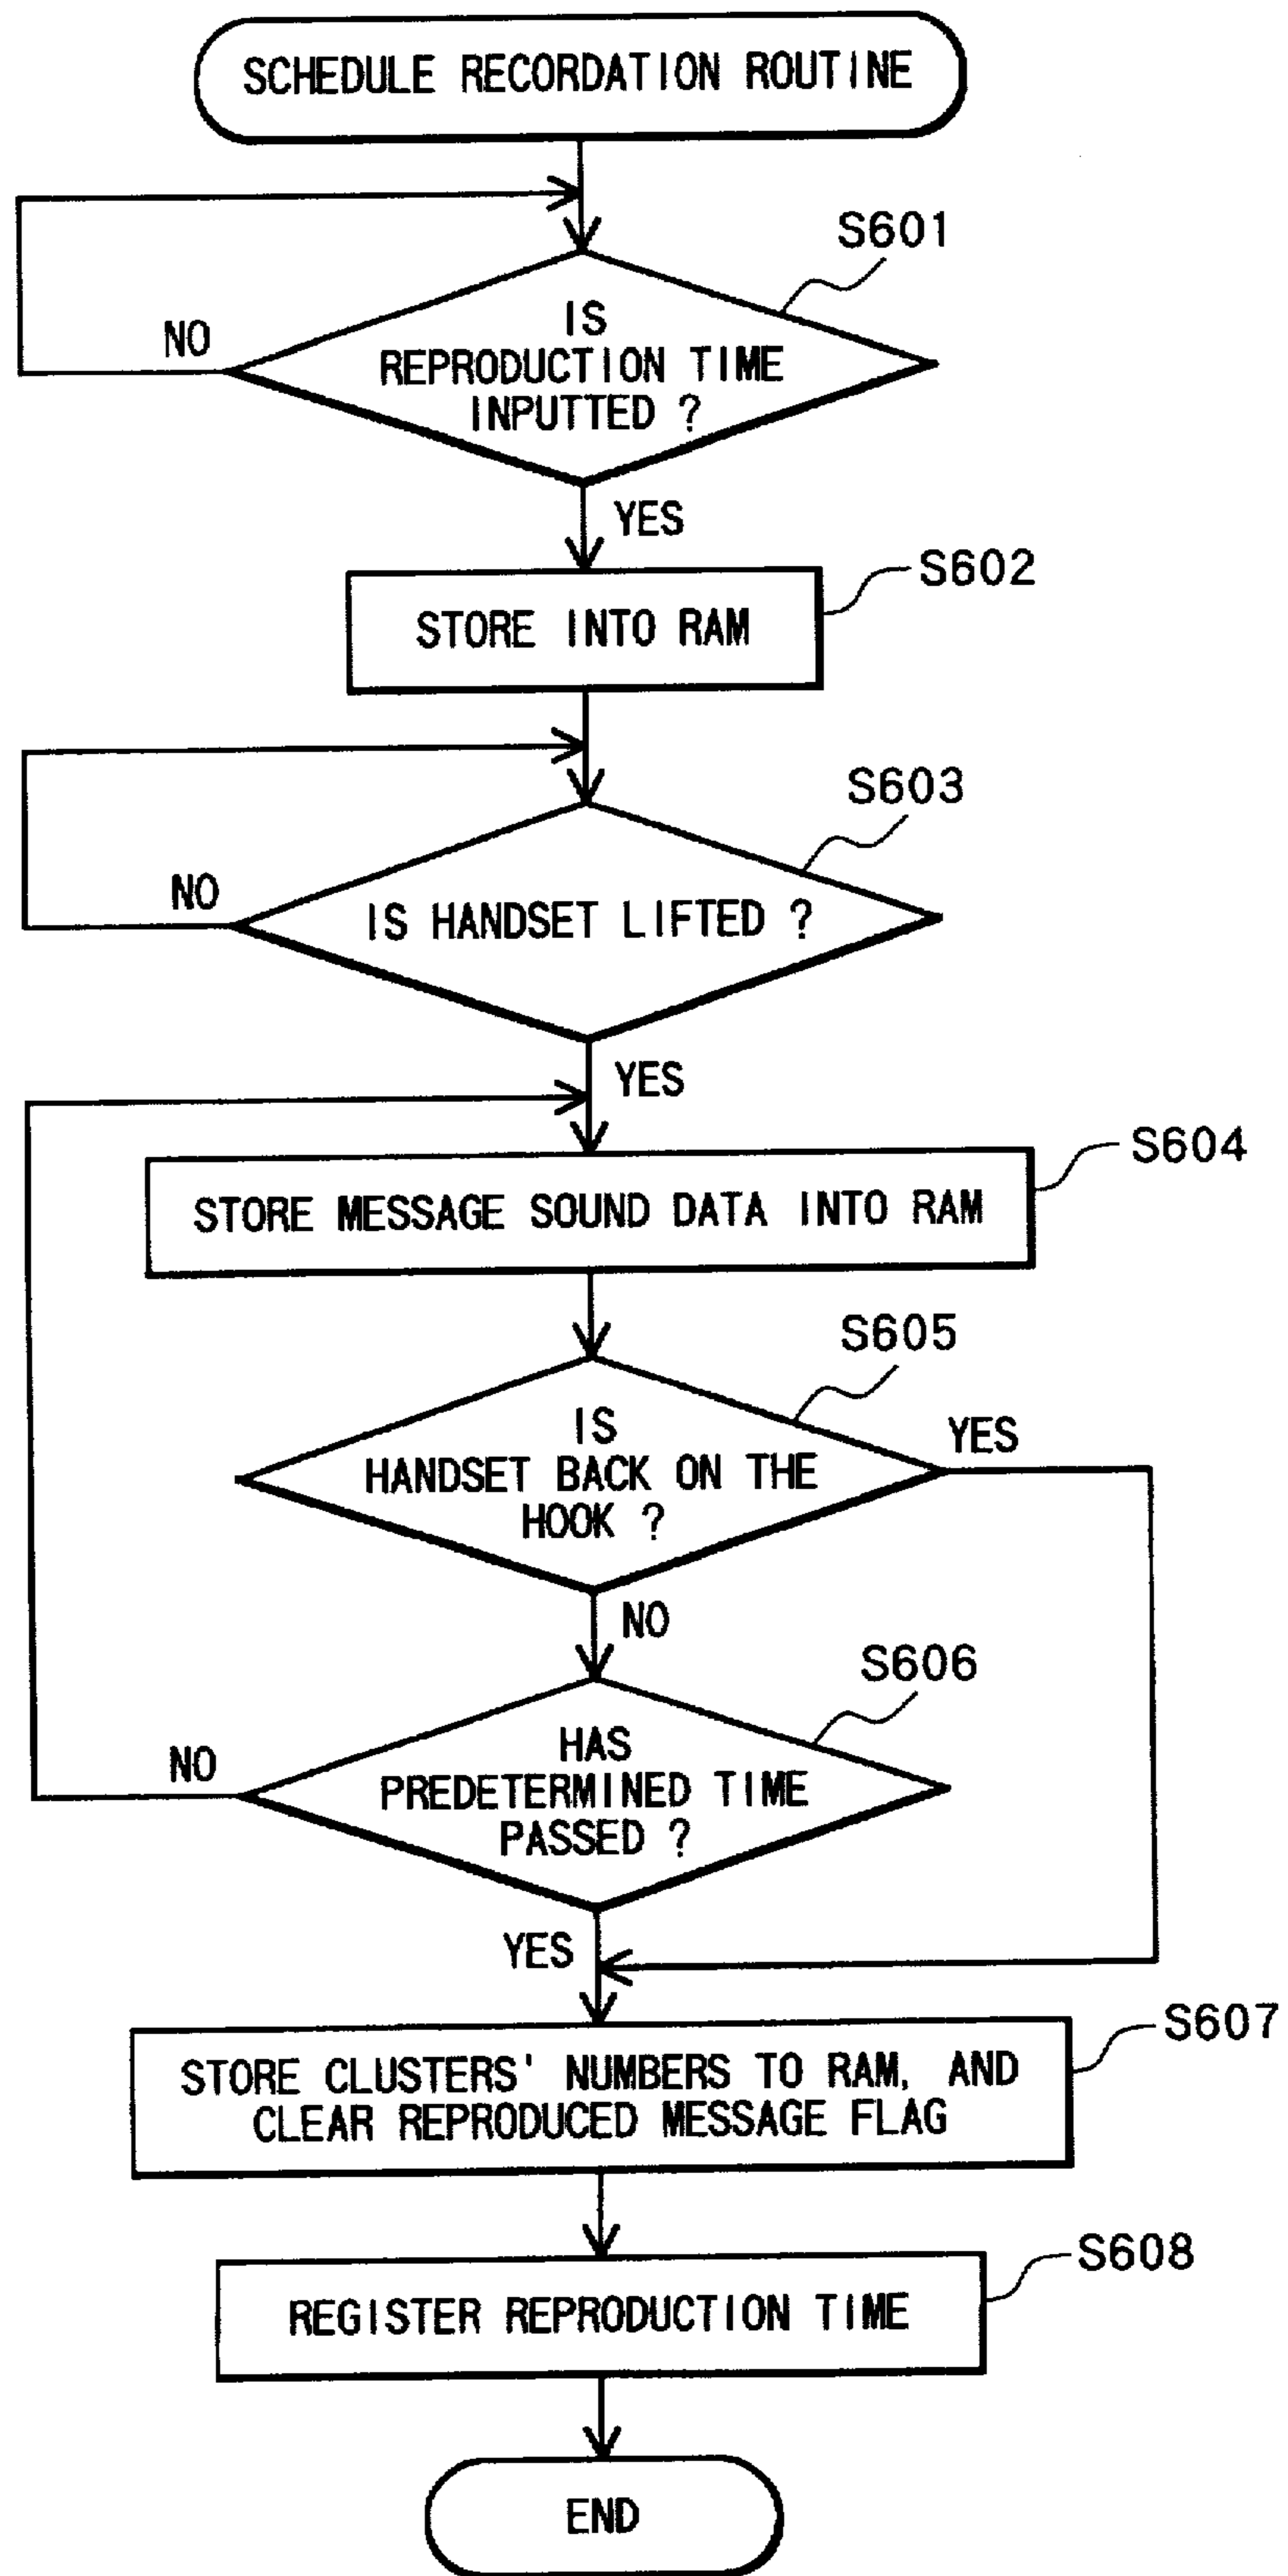 SCHEDULE RECORDATION ROUTINE
S601
IS
REPRODUCTION TIME
INPUTTED ?
NO
YES
S602
STORE INTO RAM
S603
IS HANDSET LIFTED ?
NO
YES
S604
STORE MESSAGE SOUND DATA INTO RAM
S605
IS
HANDSET BACK ON THE
HOOK ?
YES
NO
S606
HAS
PREDETERMINED TIME
PASSED ?
NO
YES
S607
STORE CLUSTERS' NUMBERS TO RAM, AND
CLEAR REPRODUCED MESSAGE FLAG
S608
REGISTER REPRODUCTION TIME
END